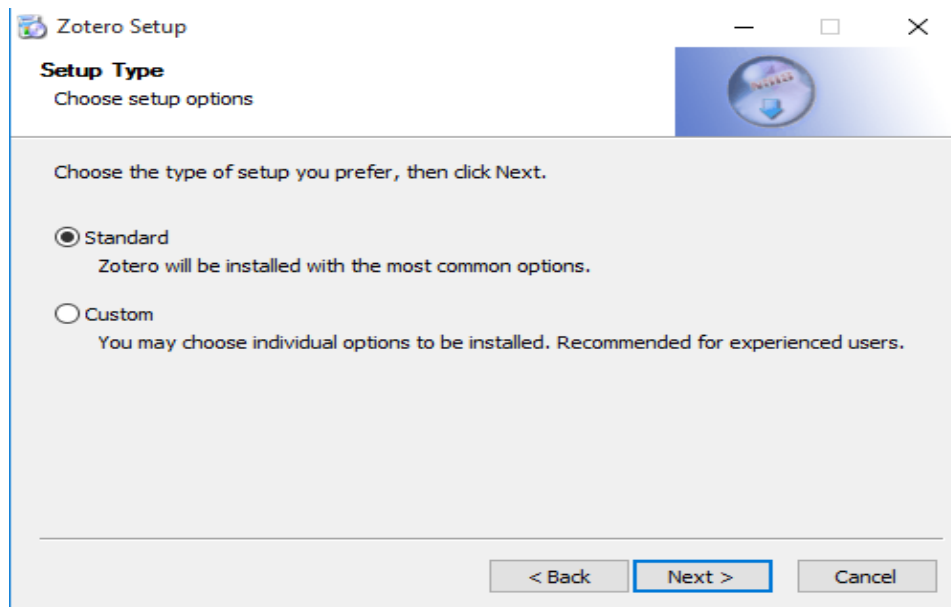 Zotero Setup
Setup Type
Choose setup options
Choose the type of setup you prefer, then click Next.
Standard
Zotero will be installed with the most common options.
Custom
You may choose individual options to be installed. Recommended for experienced users.
< Back Next > Cancel